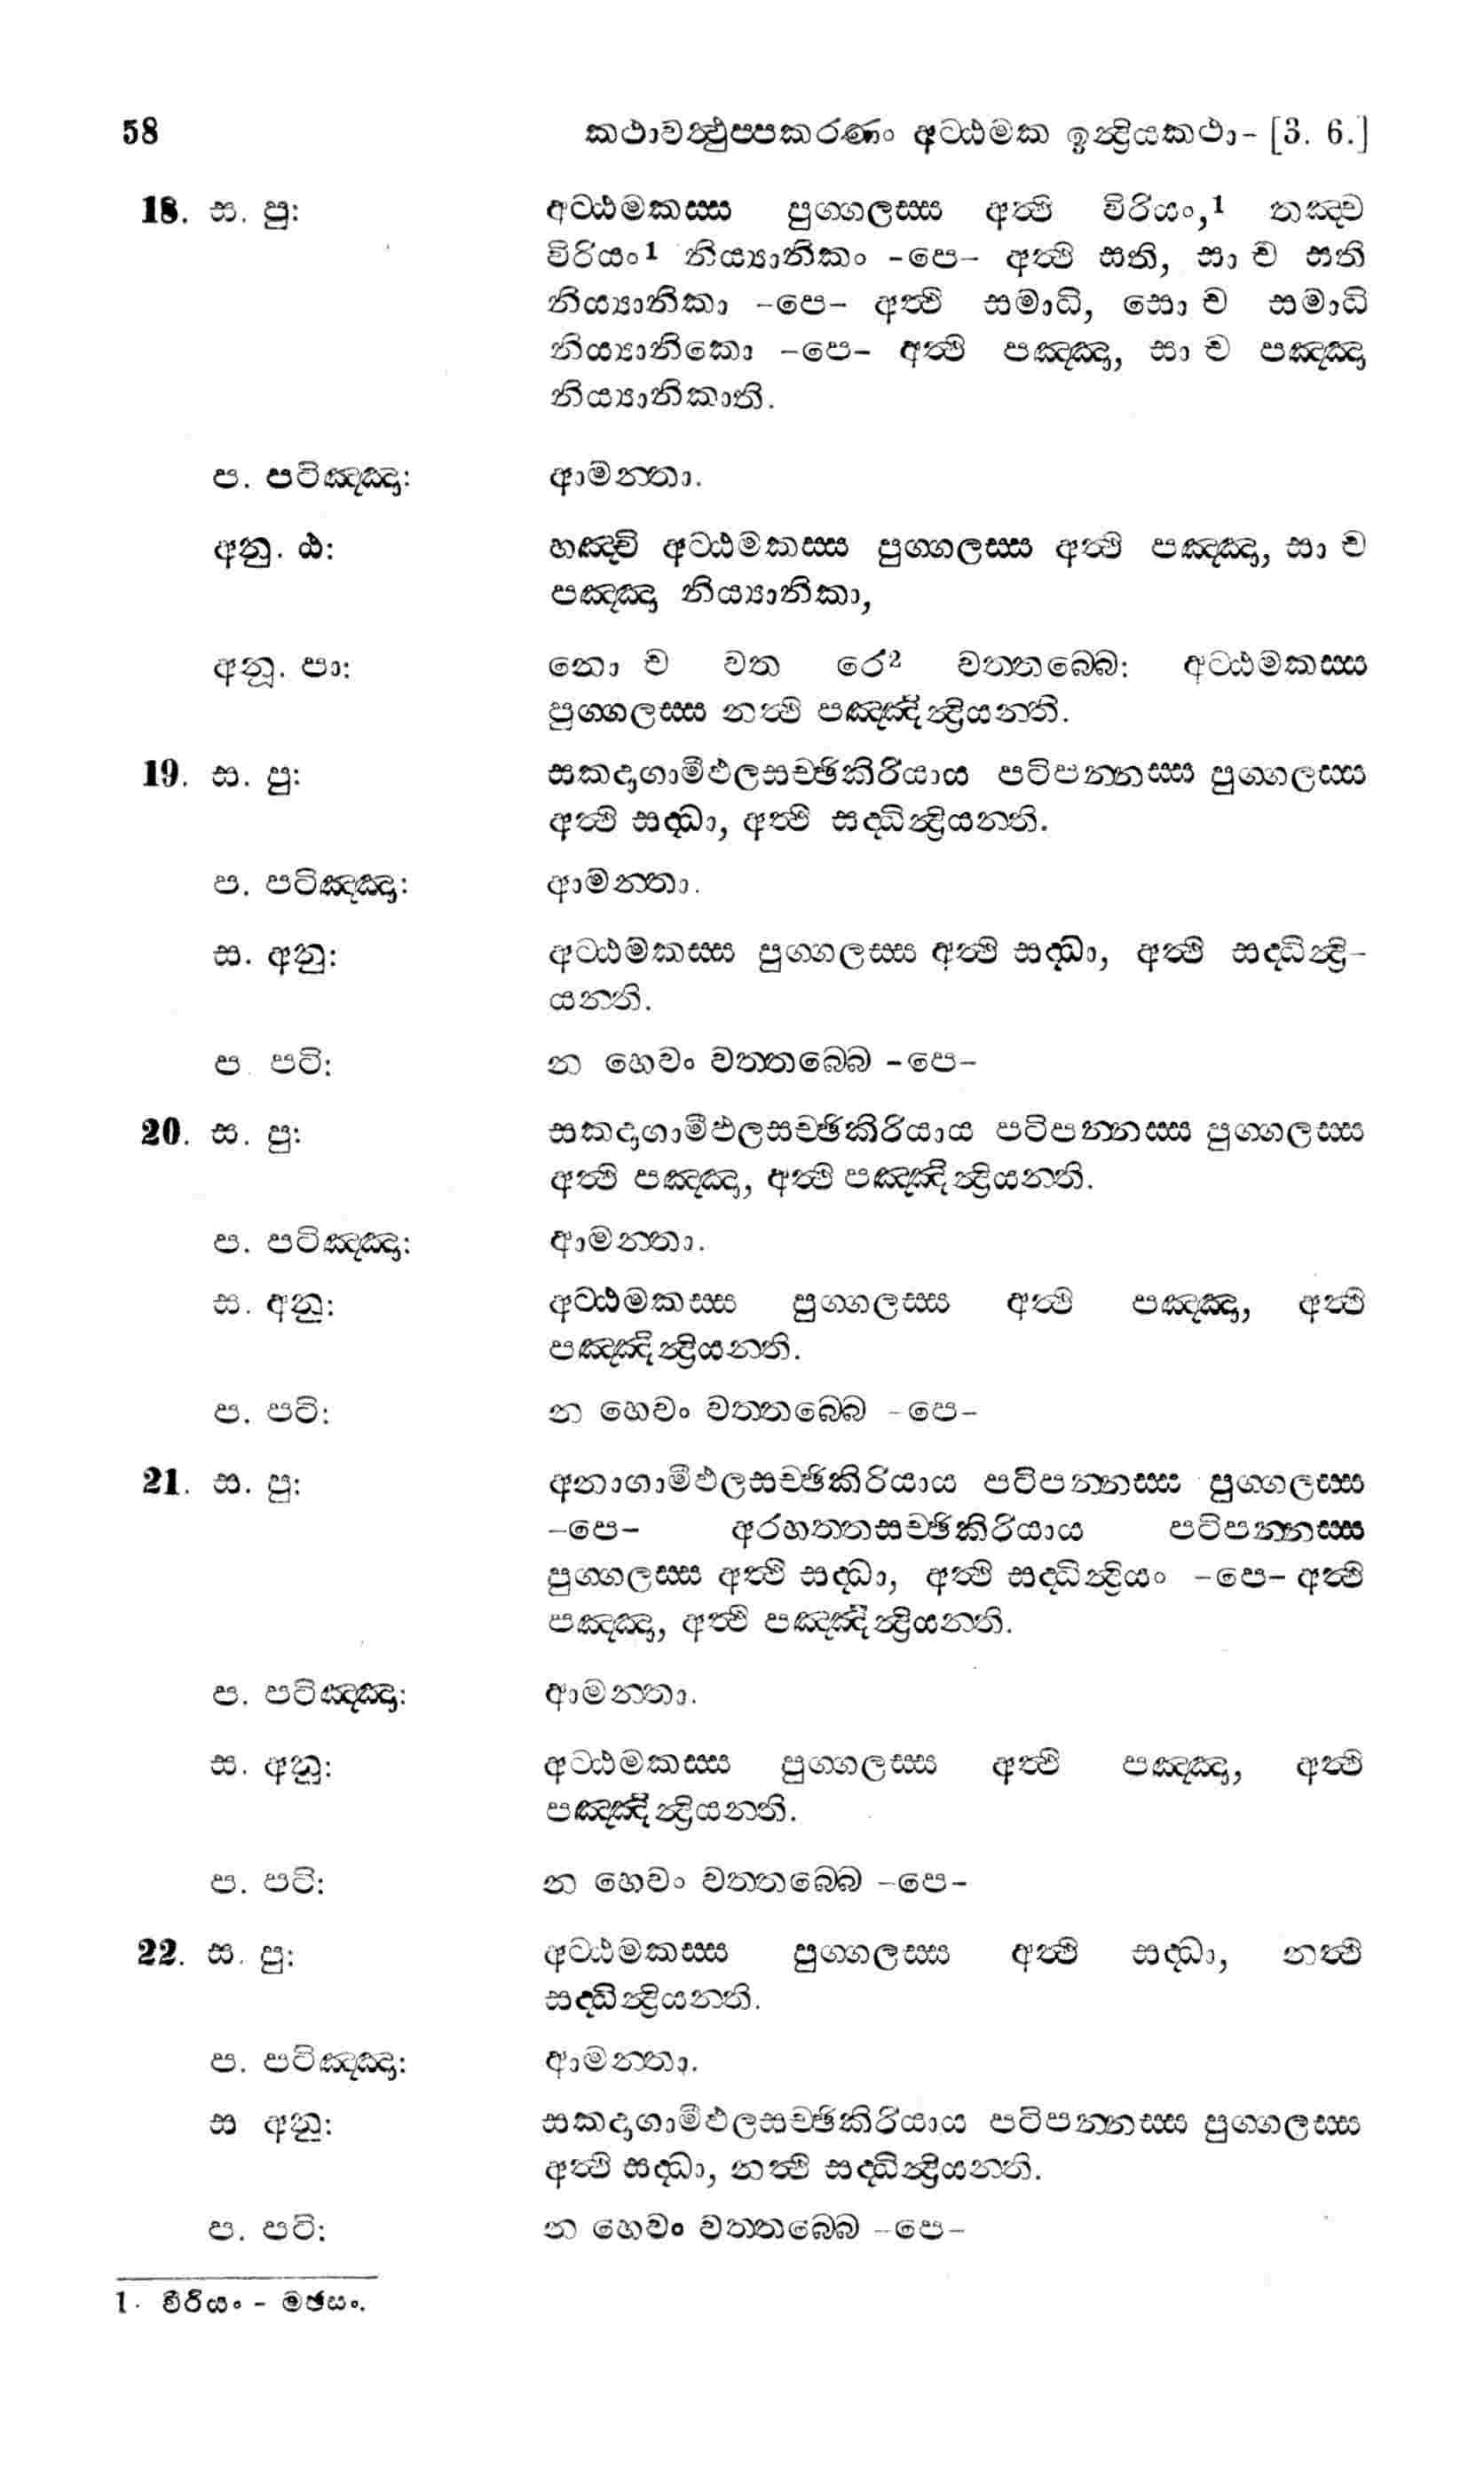 58 කථාවත්ථුප්පකරණං අට්ඨමක ඉන්ද්‍රියකථා- [3. 6.]
18. ස. පු: අට්ඨමකස්ස පුග්ගලස්ස අත්ථි විරියං,1 තඤ්ච
විරියං1 නිය්‍යානිකං -පෙ- අත්ථි සති, සා ච සති
නිය්‍යානිකා -පෙ- අත්ථි සමාධි, සො ච සමාධි
නිය්‍යානිකො -පෙ- අත්ථි පඤ්ඤා, සා ච පඤ්ඤා
නිය්‍යානිකාති.
ප. පටිඤ්ඤා: ආමන්තා.
අනු. ඨ: හඤ්චි අට්ඨමකස්ස පුග්ගලස්ස අත්ථි පඤ්ඤා, සා ච
පඤ්ඤා නිය්‍යානිකා,
අනු. පා: නො ච වත රේ2 වත්තබ්බෙ: අට්ඨමකස්ස
පුග්ගලස්ස නත්ථි පඤ්ඤින්ද්‍රියන්ති.
19. ස. පු: සකදාගාමිඵලසච්ඡිකිරියාය පටිපන්නස්ස පුග්ගලස්ස
අත්ථි සද්ධා, අත්ථි සද්ධින්ද්‍රියන්ති.
ප. පටිඤ්ඤා: ආමන්තා.
ස. අනු: අට්ඨමකස්ස පුග්ගලස්ස අත්ථි සද්ධා, අත්ථි සද්ධින්ද්‍රි-
යන්ති.
ප. පටි: න හෙවං වත්තබ්බෙ -පෙ-
20. ස. පු: සකදාගාමිඵලසච්ඡිකිරියාය පටිපන්නස්ස පුග්ගලස්ස
අත්ථි පඤ්ඤා, අත්ථි පඤ්ඤින්ද්‍රියන්ති.
ප. පටිඤ්ඤා: ආමන්තා.
ස. අනු: අට්ඨමකස්ස පුග්ගලස්ස අත්ථි පඤ්ඤා, අත්ථි
පඤ්ඤින්ද්‍රියන්ති.
ප. පටි: න හෙවං වත්තබ්බෙ -පෙ-
21. ස. පු: අනාගාමිඵලසච්ඡිකිරියාය පටිපන්නස්ස පුග්ගලස්ස
-පෙ- අරහත්තසච්ඡිකිරියාය පටිපන්නස්ස
පුග්ගලස්ස අත්ථි සද්ධා, අත්ථි සද්ධින්ද්‍රියං -පෙ- අත්ථි
පඤ්ඤා, අත්ථි පඤ්ඤින්ද්‍රියන්ති.
ප. පටිඤ්ඤා: ආමන්තා.
ස. අනු: අට්ඨමකස්ස පුග්ගලස්ස අත්ථි පඤ්ඤා, අත්ථි
පඤ්ඤින්ද්‍රියන්ති.
ප. පටි: න හෙවං වත්තබ්බෙ -පෙ-
22. ස. පු: අට්ඨමකස්ස පුග්ගලස්ස අත්ථි සද්ධා, නත්ථි
සද්ධින්ද්‍රියන්ති.
ප. පටිඤ්ඤා: ආමන්තා.
ස අනු: සකදාගාමිඵලසච්ඡිකිරියාය පටිපන්නස්ස පුග්ගලස්ස
අත්ථි සද්ධා, නත්ථි සද්ධින්ද්‍රියන්ති.
ප. පටි: න හෙවං වත්තබ්බෙ -පෙ-
1. වීරියං - මඡසං.